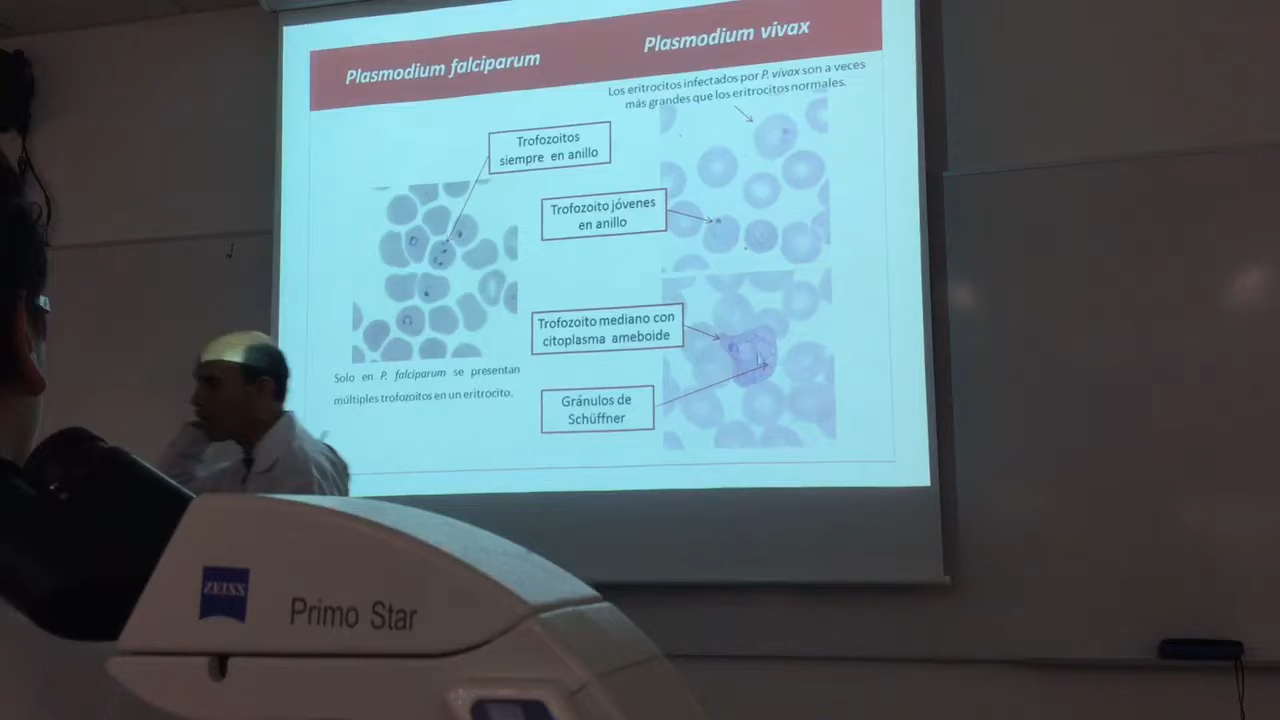 Plasmodium falciparum
Plasmodium vivax
Los eritrocitos infectados por P. vivax son a veces
más grandes que los eritrocitos normales.
Trofozoitos
siempre en anillo
Trofozoito jóvenes
en anillo
Trofozoito mediano con
citoplasma ameboide
Gránulos de
Schüffner
Solo en P. falciparum se presentan
múltiples trofozoitos en un eritrocito.
ZEISS
Primo Star